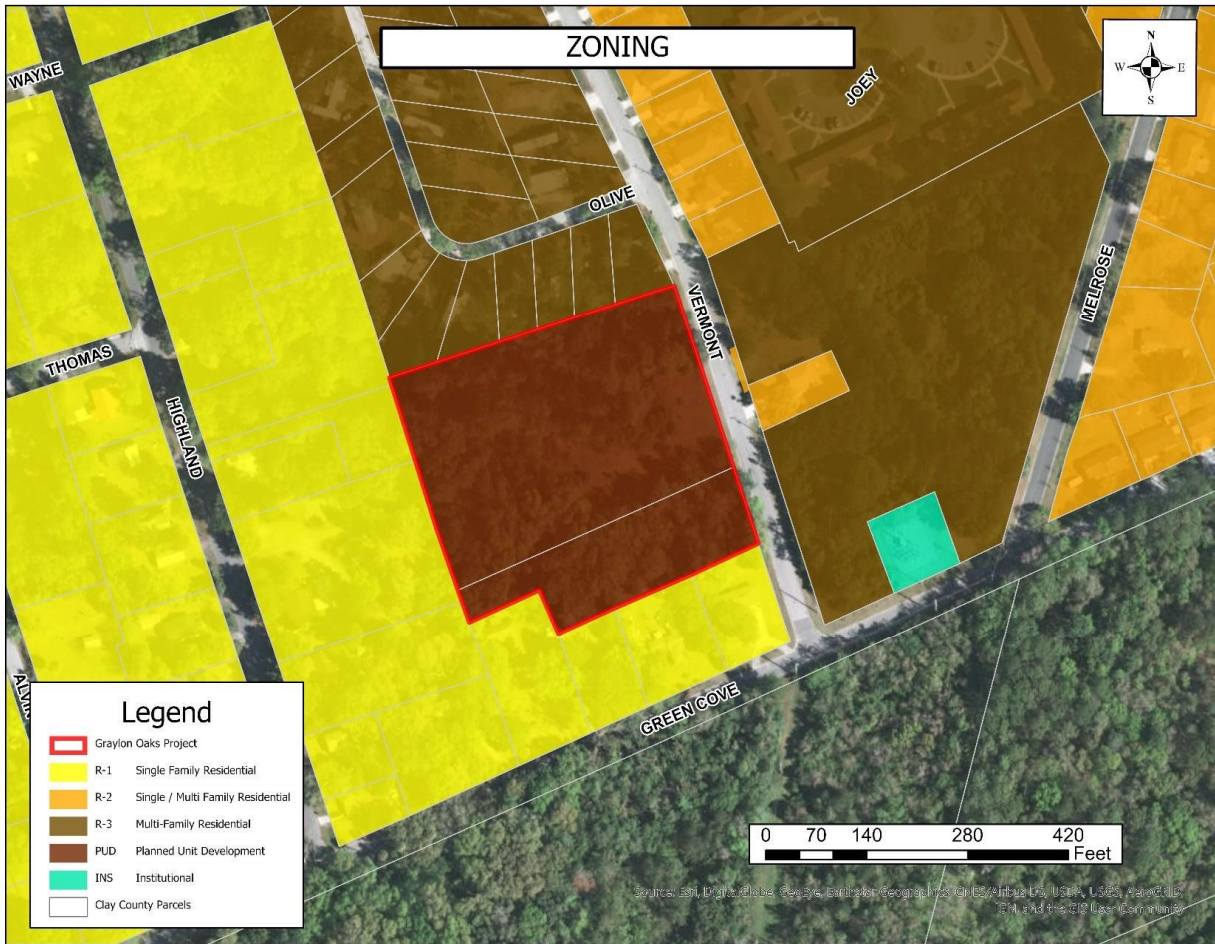 ZONING
N
W E
S
WAYNE
JOEY
OLIVE
MELROSE
VERMONT
THOMAS
HIGHLAND
GREEN COVE
Legend
Graylon Oaks Project
R-1 Single Family Residential
R-2 Single / Multi Family Residential
R-3 Multi-Family Residential
PUD Planned Unit Development
INS Institutional
Clay County Parcels
0 70 140 280 420
Feet
Source: Esri, DigitalGlobe, GeoEye, Earthstar Geographics, CNES/Airbus DS, USDA, USGS, AeroGRID,
IGN, and the GIS User Community